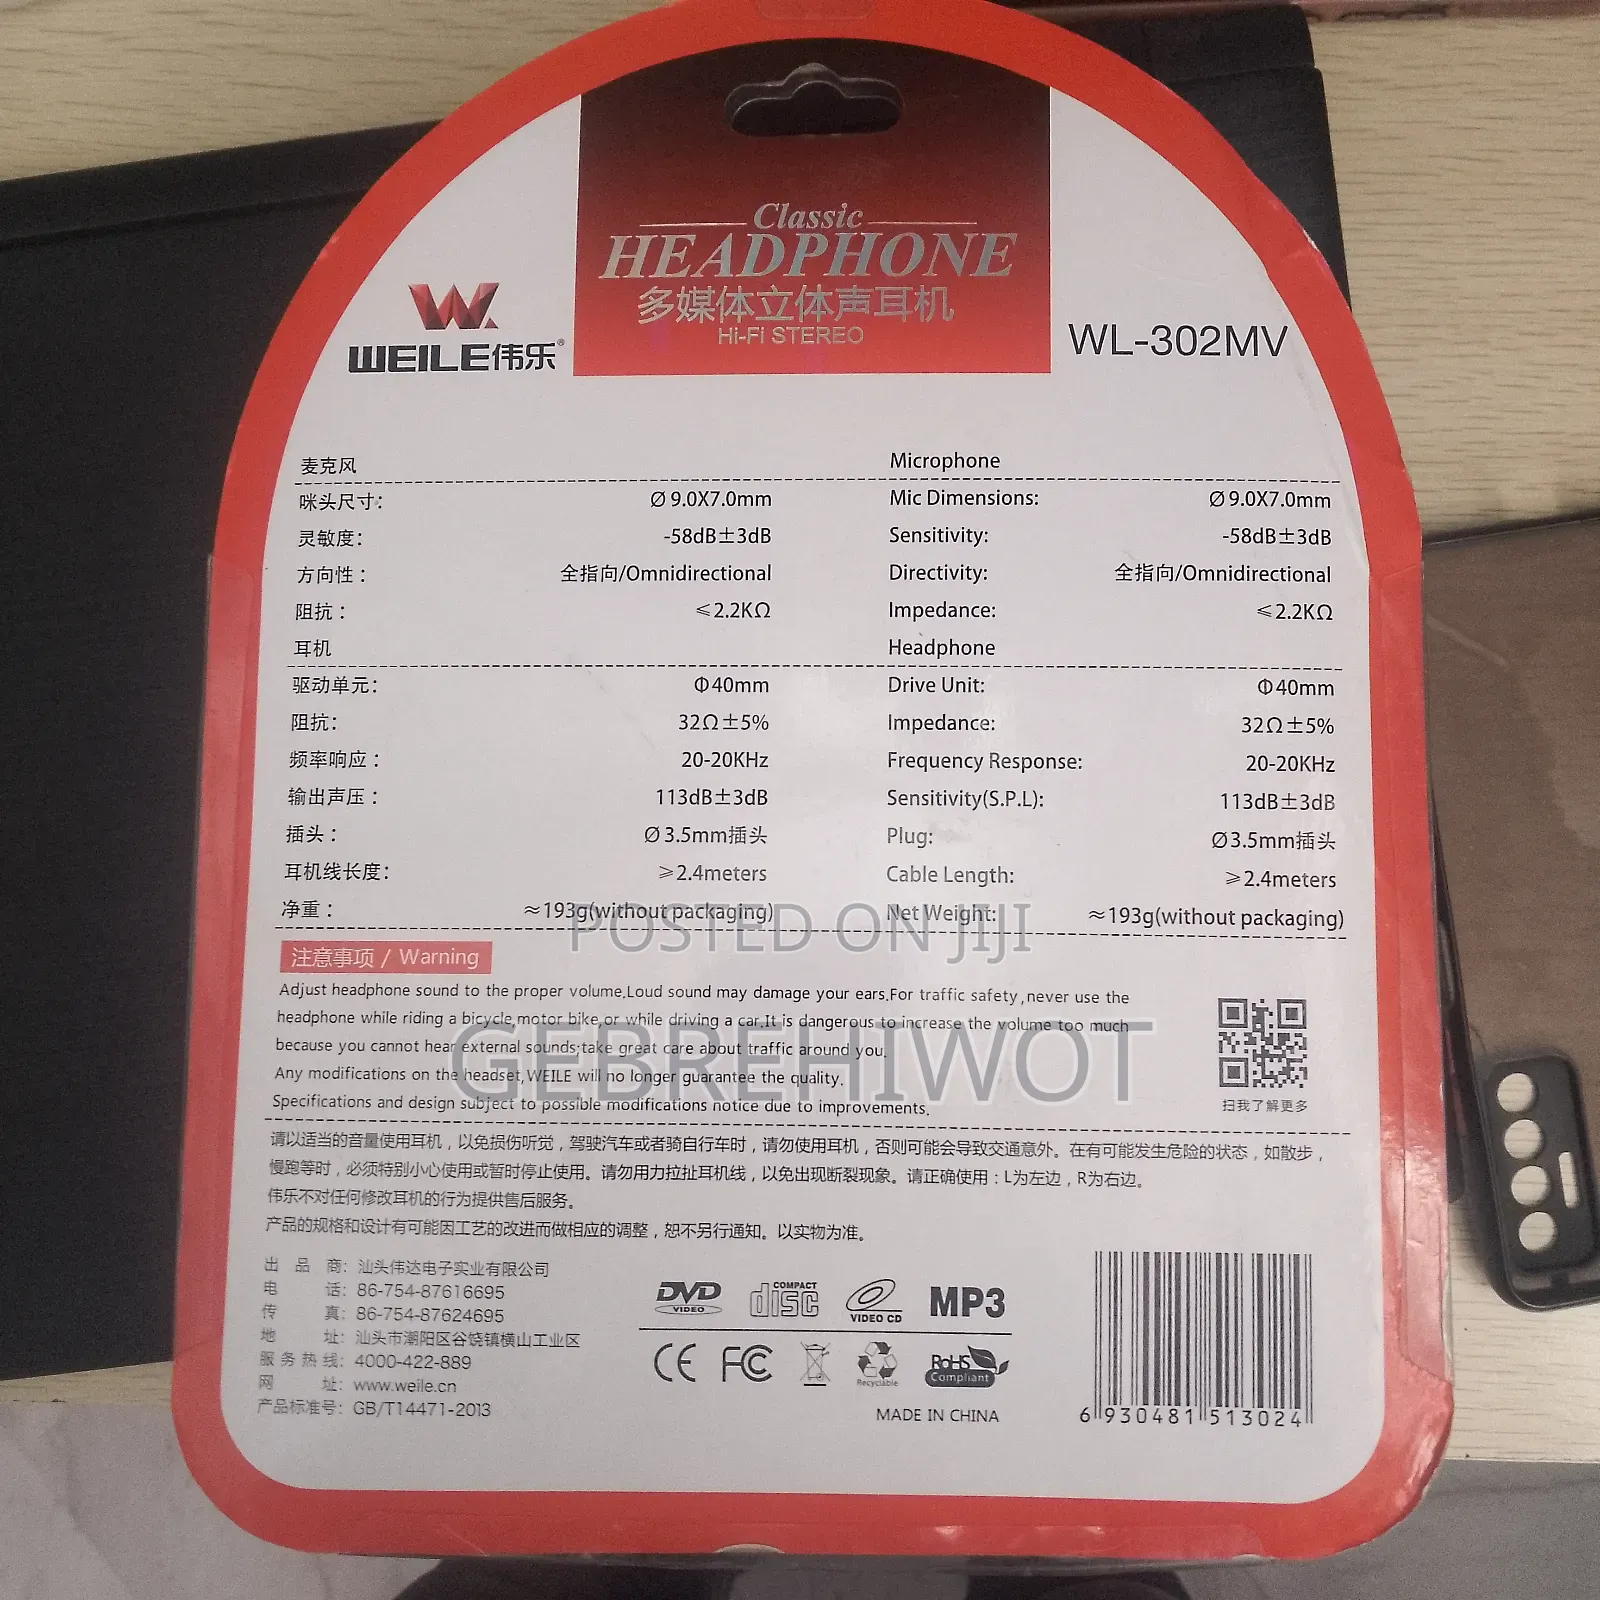 Classic
HEADPHONE
多媒体立体声耳机
Hi-Fi STEREO
W.
WEILE伟乐®
WL-302MV
麦克风
咪头尺寸: Ø9.0X7.0mm
灵敏度: -58dB±3dB
方向性: 全指向/Omnidirectional
阻抗: ≤2.2KΩ
耳机
驱动单元: Φ40mm
阻抗: 32Ω±5%
频率响应: 20-20KHz
输出声压: 113dB±3dB
插头: Ø3.5mm插头
耳机线长度: ≥2.4meters
净重: ≈193g(without packaging)
Microphone
Mic Dimensions: Ø9.0X7.0mm
Sensitivity: -58dB±3dB
Directivity: 全指向/Omnidirectional
Impedance: ≤2.2KΩ
Headphone
Drive Unit: Φ40mm
Impedance: 32Ω±5%
Frequency Response: 20-20KHz
Sensitivity(S.P.L): 113dB±3dB
Plug: Ø3.5mm插头
Cable Length: ≥2.4meters
Net Weight: ≈193g(without packaging)
POSTED ON JIJI
GEBREHIWOT
注意事项 / Warning
Adjust headphone sound to the proper volume.Loud sound may damage your ears.For traffic safety,never use the
headphone while riding a bicycle,motor bike,or while driving a car.It is dangerous to increase the volume too much
because you cannot hear external sounds;take great care about traffic around you.
Any modifications on the headset,WEILE will no longer guarantee the quality.
Specifications and design subject to possible modifications notice due to improvements.
扫我了解更多
请以适当的音量使用耳机，以免损伤听觉，驾驶汽车或者骑自行车时，请勿使用耳机，否则可能会导致交通意外。在有可能发生危险的状态，如散步，
慢跑等时，必须特别小心使用或暂时停止使用。请勿用力拉扯耳机线，以免出现断裂现象。请正确使用：L为左边，R为右边。
伟乐不对任何修改耳机的行为提供售后服务。
产品的规格和设计有可能因工艺的改进而做相应的调整，恕不另行通知。以实物为准。
出品商: 汕头伟达电子实业有限公司
电话: 86-754-87616695
传真: 86-754-87624695
地址: 汕头市潮阳区谷饶镇横山工业区
服务热线: 4000-422-889
网址: www.weile.cn
产品标准号: GB/T14471-2013
DVD VIDEO
COMPACT disc
VIDEO CD
MP3
CE FC
Recyclable
RoHS Compliant
MADE IN CHINA
6 930481 513024